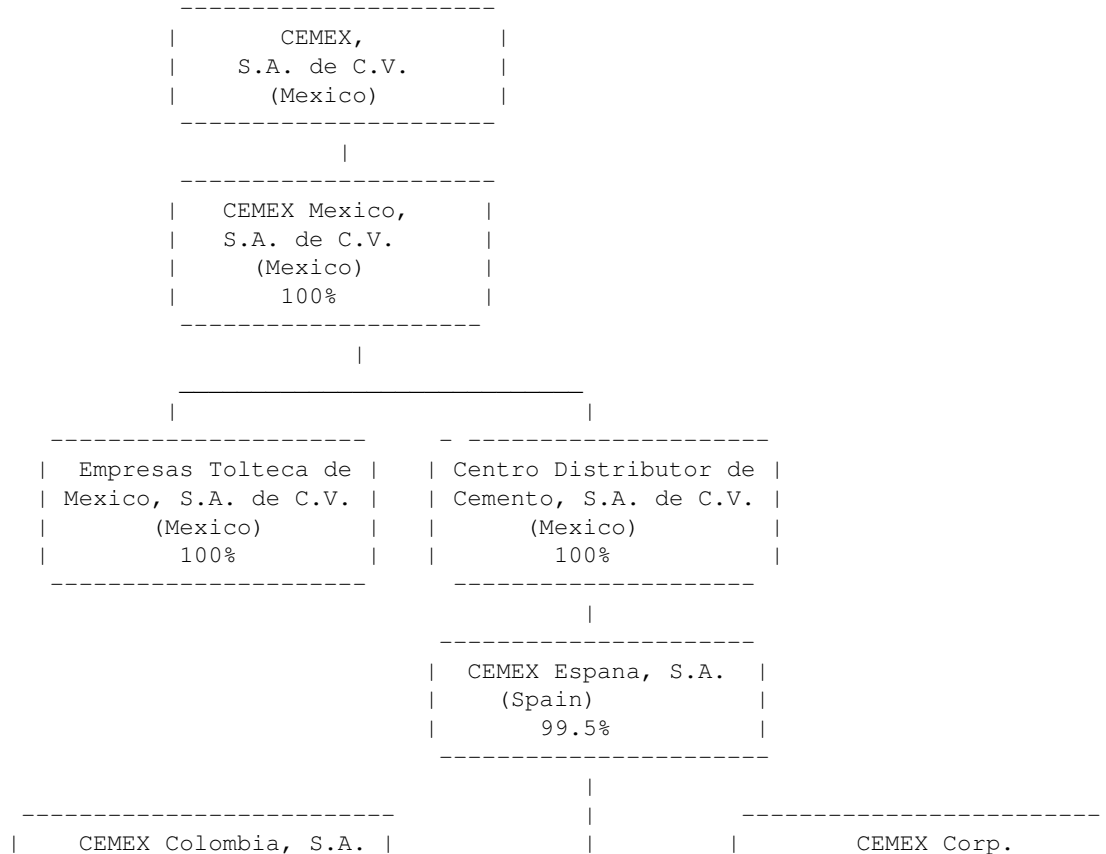 CEMEX,
S.A. de C.V.
(Mexico)
CEMEX Mexico,
S.A. de C.V.
(Mexico)
100%
Empresas Tolteca de
Mexico, S.A. de C.V.
(Mexico)
100%
Centro Distributor de
Cemento, S.A. de C.V.
(Mexico)
100%
CEMEX Espana, S.A.
(Spain)
99.5%
CEMEX Colombia, S.A.
CEMEX Corp.